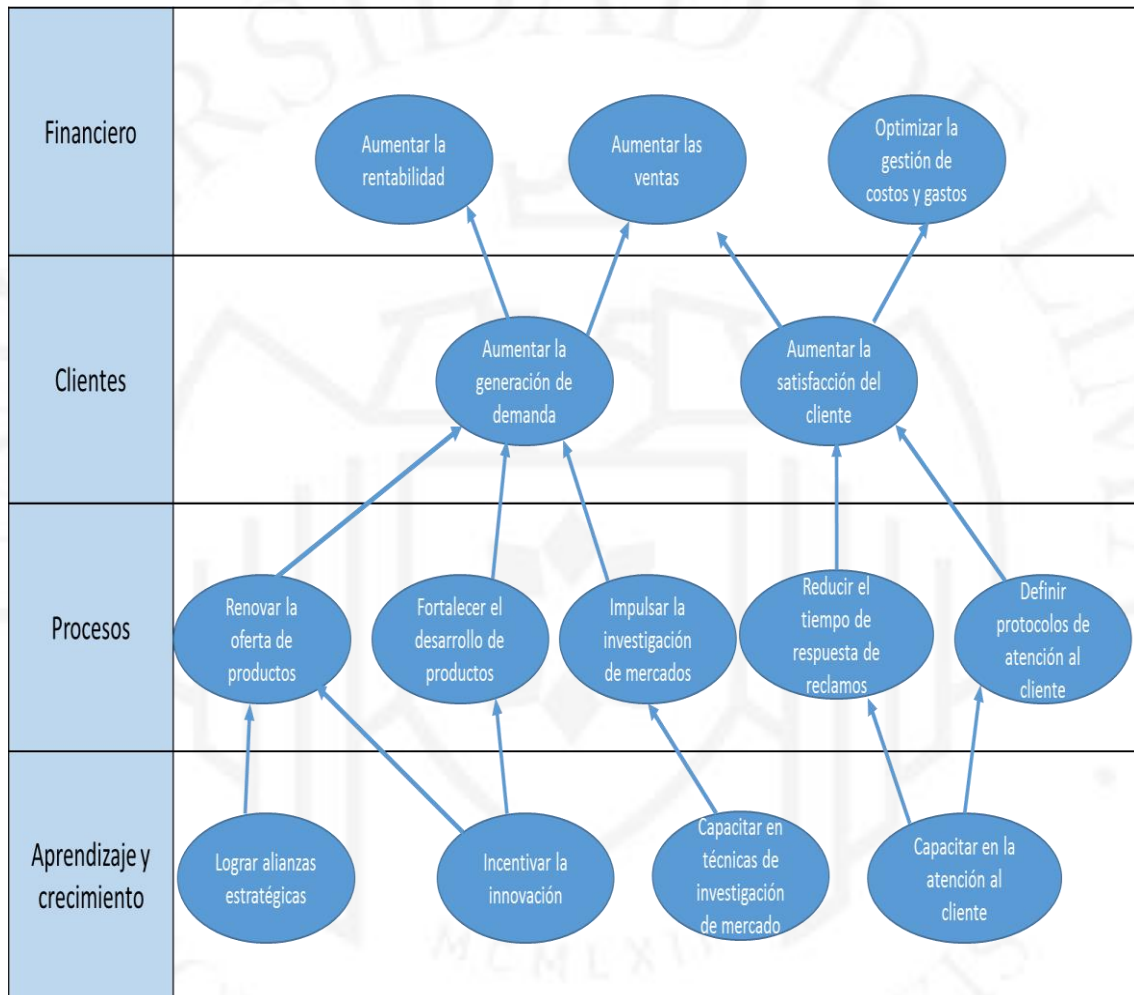 Financiero
Aumentar la
rentabilidad
Aumentar las
ventas
Optimizar la
gestión de
costos y gastos
Clientes
Aumentar la
generación de
demanda
Aumentar la
satisfacción del
cliente
Procesos
Renovar la
oferta de
productos
Fortalecer el
desarrollo de
productos
Impulsar la
investigación
de mercados
Reducir el
tiempo de
respuesta de
reclamos
Definir
protocolos de
atención al
cliente
Aprendizaje y
crecimiento
Lograr alianzas
estratégicas
Incentivar la
innovación
Capacitar en
técnicas de
investigación
de mercado
Capacitar en la
atención al
cliente